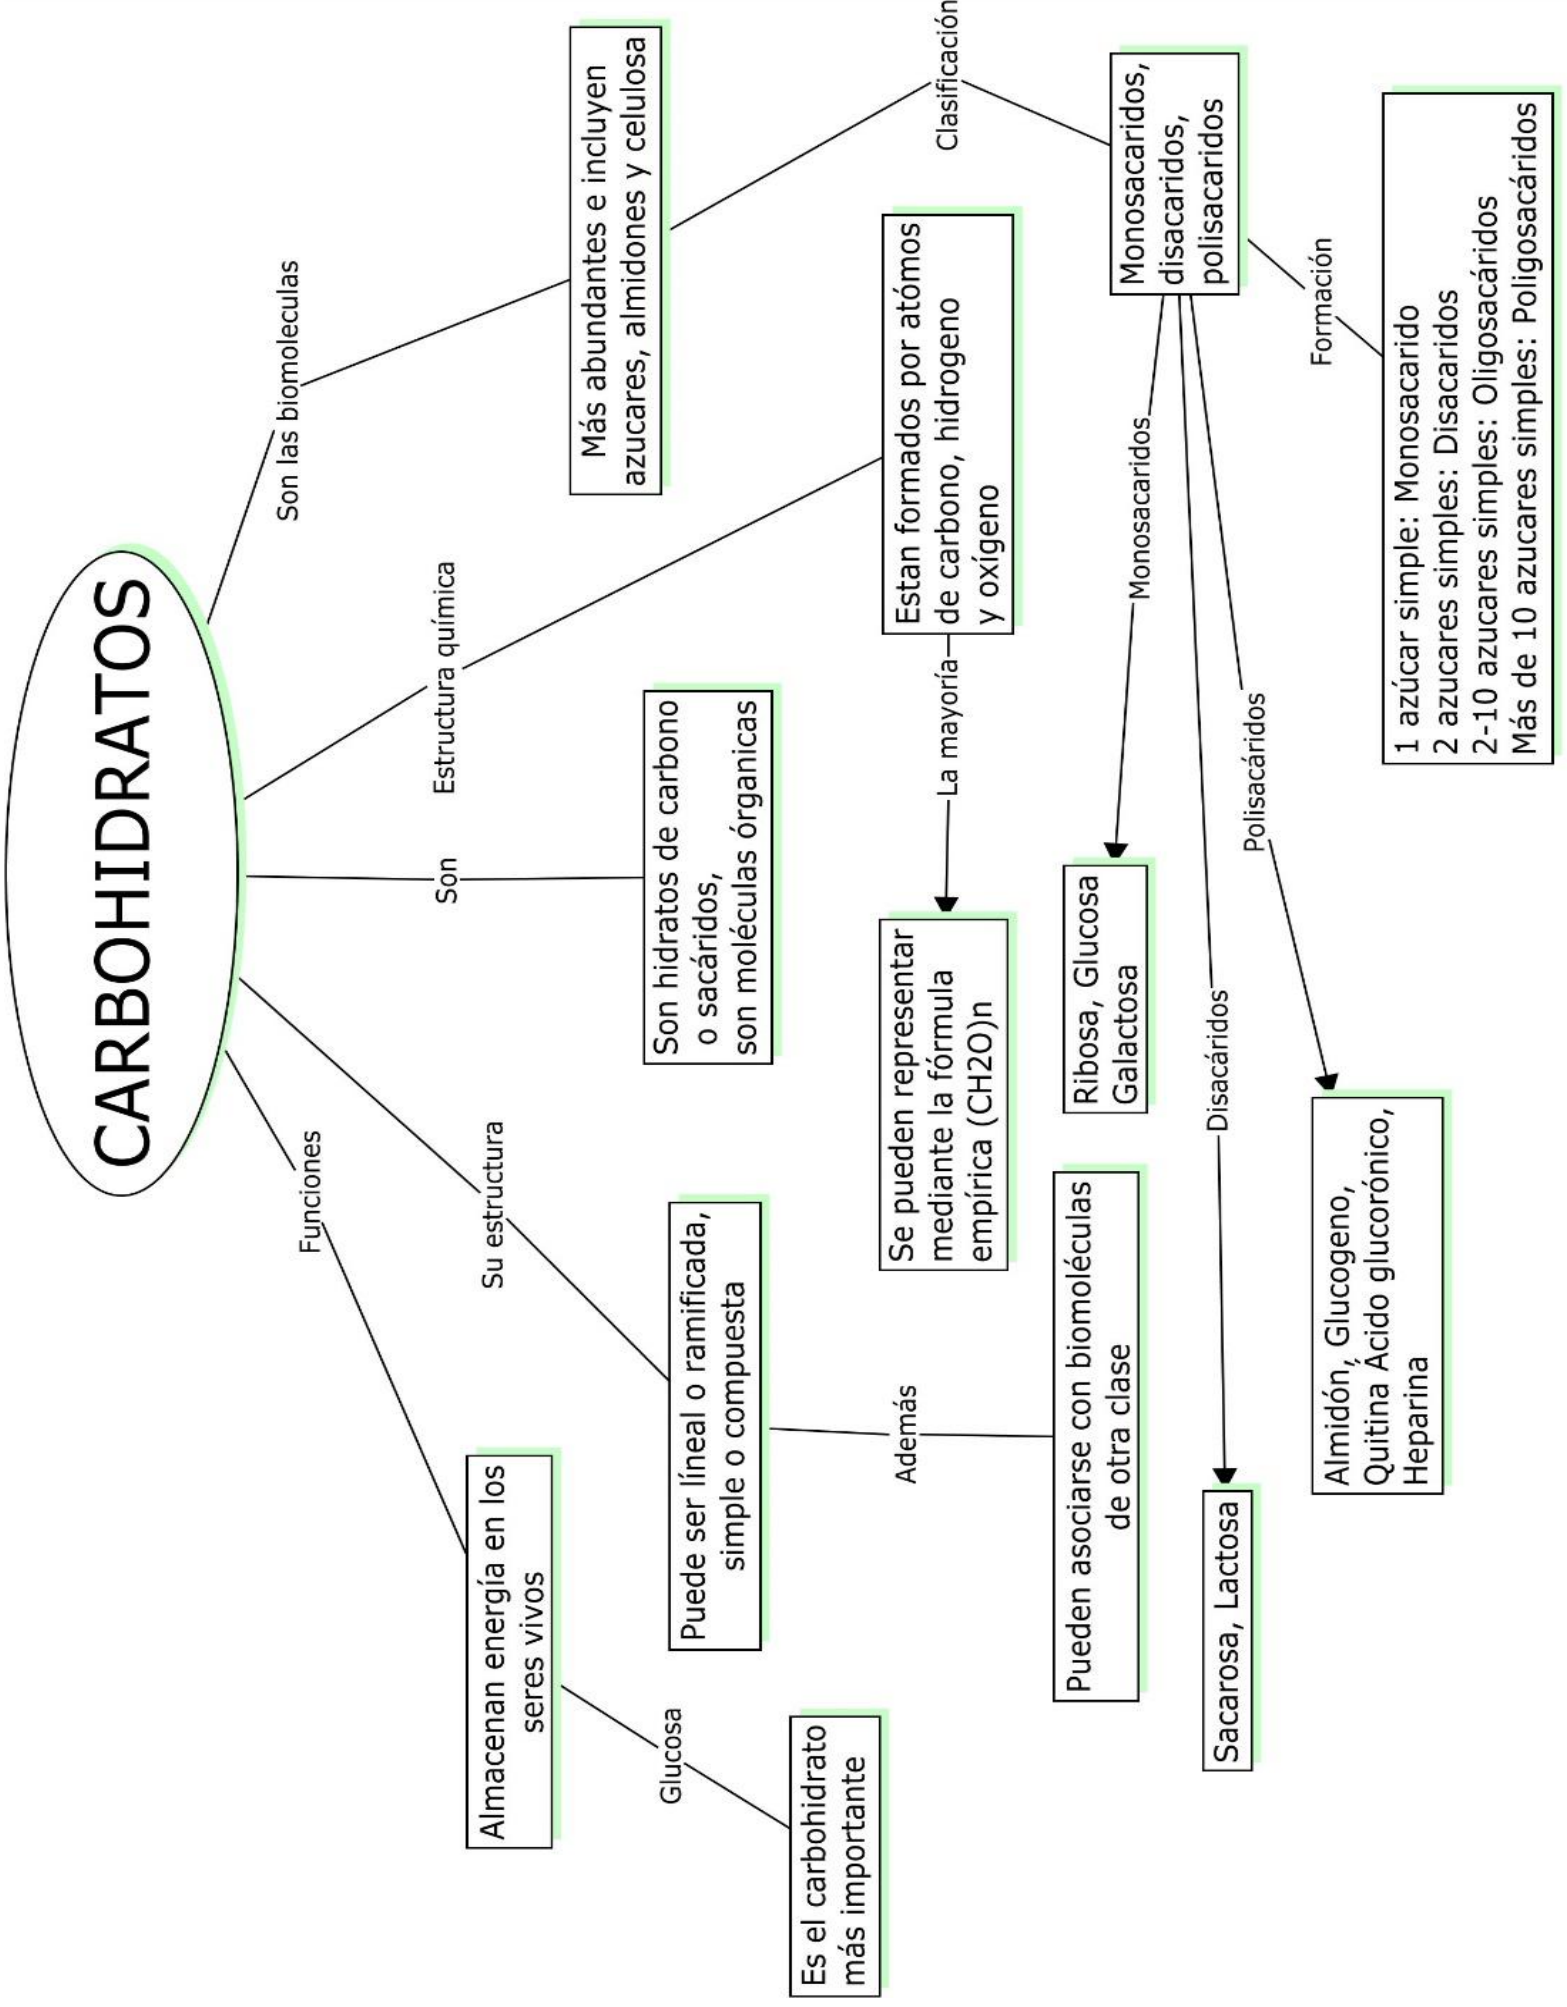 CARBOHIDRATOS
Funciones
Su estructura
Son
Estructura química
Son las biomoleculas
Almacenan energía en los
seres vivos
Glucosa
Es el carbohidrato
más importante
Puede ser líneal o ramificada,
simple o compuesta
Además
Pueden asociarse con biomoléculas
de otra clase
Son hidratos de carbono
o sacáridos,
son moléculas órganicas
Estan formados por atómos
de carbono, hidrogeno
y oxígeno
La mayoría
Se pueden representar
mediante la fórmula
empírica (CH2O)n
Más abundantes e incluyen
azucares, almidones y celulosa
Clasificación
Monosacaridos,
disacaridos,
polisacaridos
Monosacaridos
Ribosa, Glucosa
Galactosa
Disacáridos
Sacarosa, Lactosa
Polisacáridos
Almidón, Glucogeno,
Quitina Ácido glucorónico,
Heparina
Formación
1 azúcar simple: Monosacarido
2 azucares simples: Disacaridos
2-10 azucares simples: Oligosacáridos
Más de 10 azucares simples: Poligosacáridos